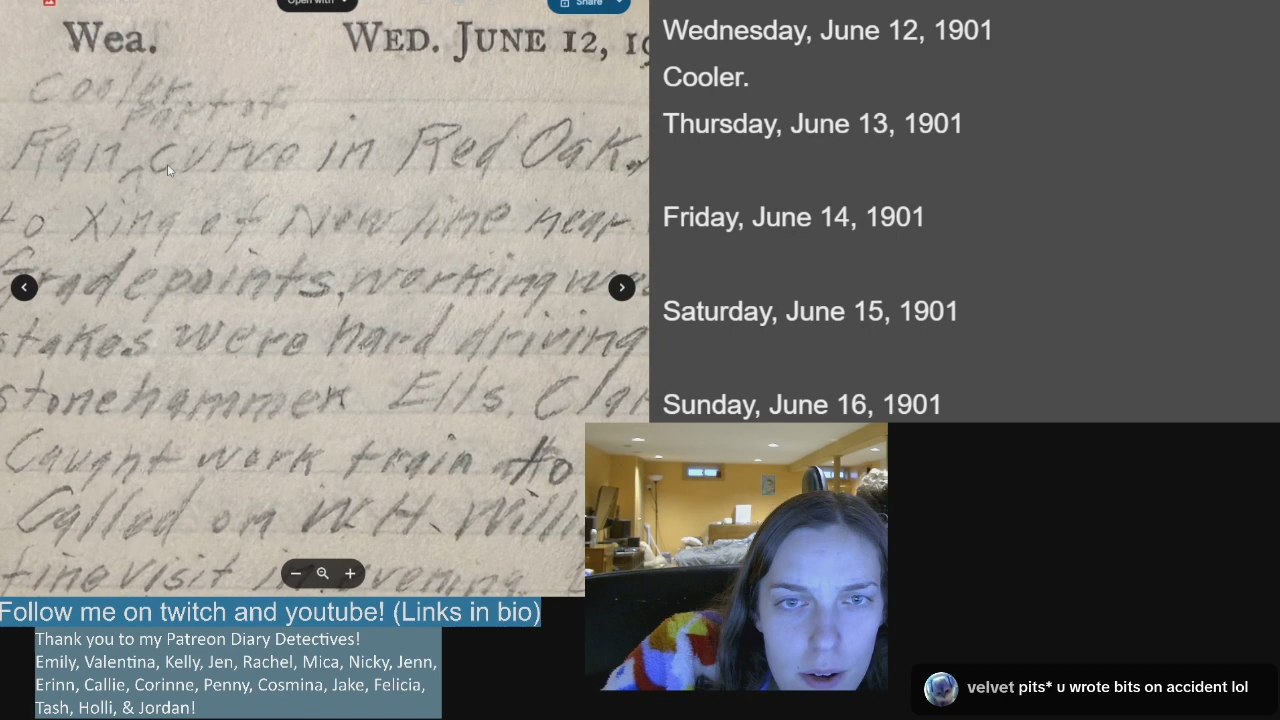 Open with
Share
Wea.
WED. JUNE 12, 19
Cooler
part of
Ran ^ curve in Red Oak.
to Xing of New line near
Grade points, working
stakes were hard driving
stonehammer. Ells.
Caught work train to
Called on W.H. Willi
fine visit in evening.
Wednesday, June 12, 1901
Cooler.
Thursday, June 13, 1901
Friday, June 14, 1901
Saturday, June 15, 1901
Sunday, June 16, 1901
Follow me on twitch and youtube! (Links in bio)
Thank you to my Patreon Diary Detectives!
Emily, Valentina, Kelly, Jen, Rachel, Mica, Nicky, Jenn,
Erinn, Callie, Corinne, Penny, Cosmina, Jake, Felicia,
Tash, Holli, & Jordan!
velvet pits* u wrote bits on accident lol